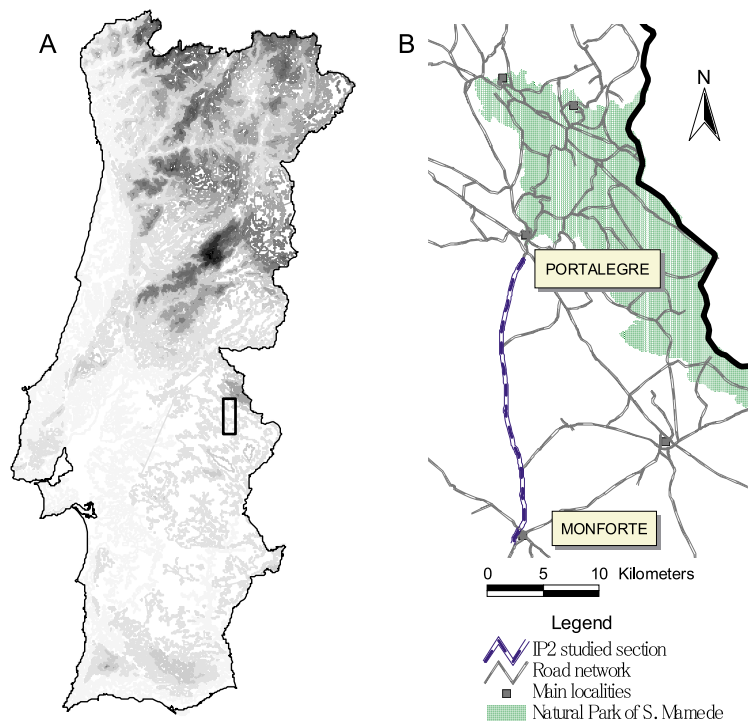 A
B
N
PORTALEGRE
MONFORTE
0 5 10 Kilometers
Legend
IP2 studied section
Road network
Main localities
Natural Park of S. Mamede